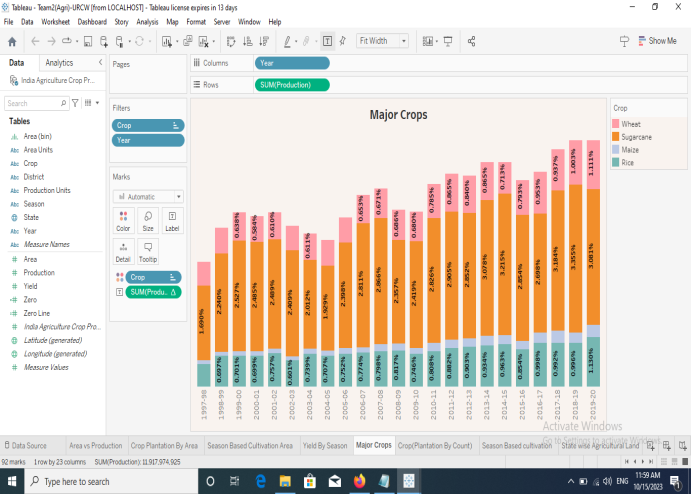 Tableau - Team2(Agri)-URCW [from LOCALHOST] - Tableau license expires in 13 days
File Data Worksheet Dashboard Story Analysis Map Format Server Window Help
Fit Width
Show Me
Data Analytics
India Agriculture Crop Pr...
Search
Tables
Area (bin)
Abc Area Units
Abc Crop
Abc District
Abc Production Units
Abc Season
State
Abc Year
Abc Measure Names
# Area
# Production
# Yield
=# Zero
=# Zero Line
# India Agriculture Crop Pro...
Latitude (generated)
Longitude (generated)
# Measure Values
Pages
Filters
Crop
Year
Marks
Automatic
Color Size Label
Detail Tooltip
Crop
SUM(Produ.. Δ
Columns Year
Rows SUM(Production)
Major Crops
0.638% 0.584% 0.610% 0.611% 0.653% 0.671% 0.686% 0.680% 0.785% 0.865% 0.840% 0.865% 0.713% 0.793% 0.953% 0.937% 1.003% 1.111%
1.690% 2.240% 2.527% 2.485% 2.489% 2.409% 2.012% 1.929% 2.398% 2.811% 2.866% 2.357% 2.419% 2.826% 2.905% 2.852% 3.078% 3.215% 2.854% 2.698% 3.184% 3.355% 3.081%
0.697% 0.701% 0.699% 0.757% 0.601% 0.739% 0.707% 0.752% 0.774% 0.798% 0.817% 0.746% 0.808% 0.882% 0.903% 0.934% 0.963% 0.854% 0.998% 0.992% 0.996% 1.130%
1997-98 1998-99 1999-00 2000-01 2001-02 2002-03 2003-04 2004-05 2005-06 2006-07 2007-08 2008-09 2009-10 2010-11 2011-12 2012-13 2013-14 2014-15 2015-16 2016-17 2017-18 2018-19 2019-20
Crop
Wheat
Sugarcane
Maize
Rice
Activate Windows
Go to Settings to activate Windows.
Data Source Area vs Production Crop Plantation By Area Season Based Cultivation Area Yield By Season Major Crops Crop(Plantation By Count) Season Based cultivation State wise Agricultural Land
92 marks 1 row by 23 columns SUM(Production): 11,917,974,925
Type here to search
ENG
11:59 AM
10/15/2023